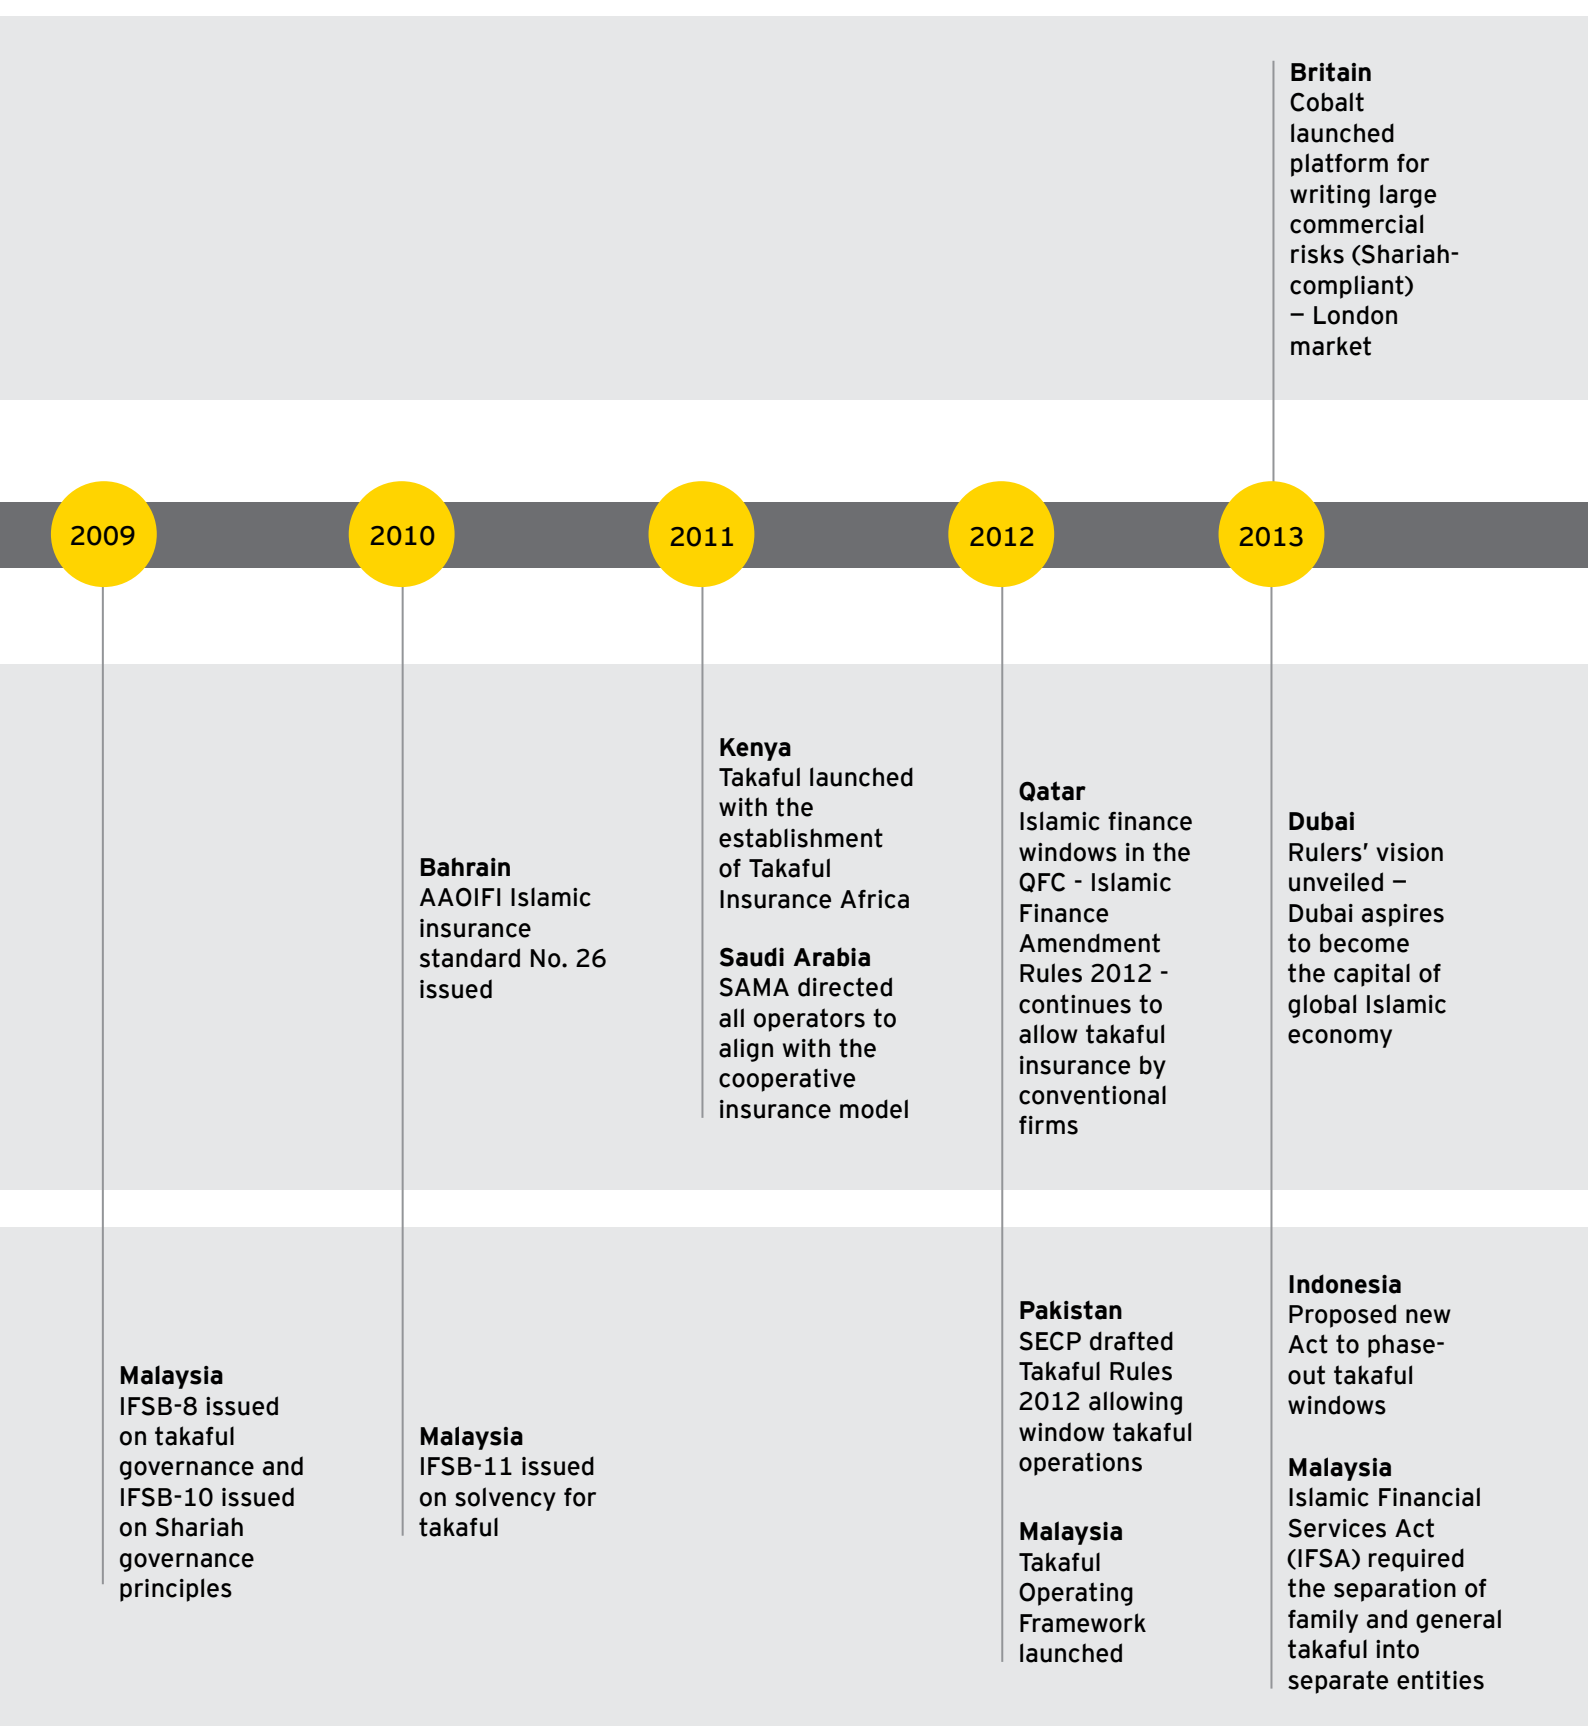 Britain
Cobalt
launched
platform for
writing large
commercial
risks (Shariah-
compliant)
— London
market
2009
2010
2011
2012
2013
Kenya
Takaful launched
with the
establishment
of Takaful
Insurance Africa
Saudi Arabia
SAMA directed
all operators to
align with the
cooperative
insurance model
Bahrain
AAOIFI Islamic
insurance
standard No. 26
issued
Qatar
Islamic finance
windows in the
QFC - Islamic
Finance
Amendment
Rules 2012 -
continues to
allow takaful
insurance by
conventional
firms
Dubai
Rulers’ vision
unveiled —
Dubai aspires
to become
the capital of
global Islamic
economy
Malaysia
IFSB-8 issued
on takaful
governance and
IFSB-10 issued
on Shariah
governance
principles
Malaysia
IFSB-11 issued
on solvency for
takaful
Pakistan
SECP drafted
Takaful Rules
2012 allowing
window takaful
operations
Malaysia
Takaful
Operating
Framework
launched
Indonesia
Proposed new
Act to phase-
out takaful
windows
Malaysia
Islamic Financial
Services Act
(IFSA) required
the separation of
family and general
takaful into
separate entities